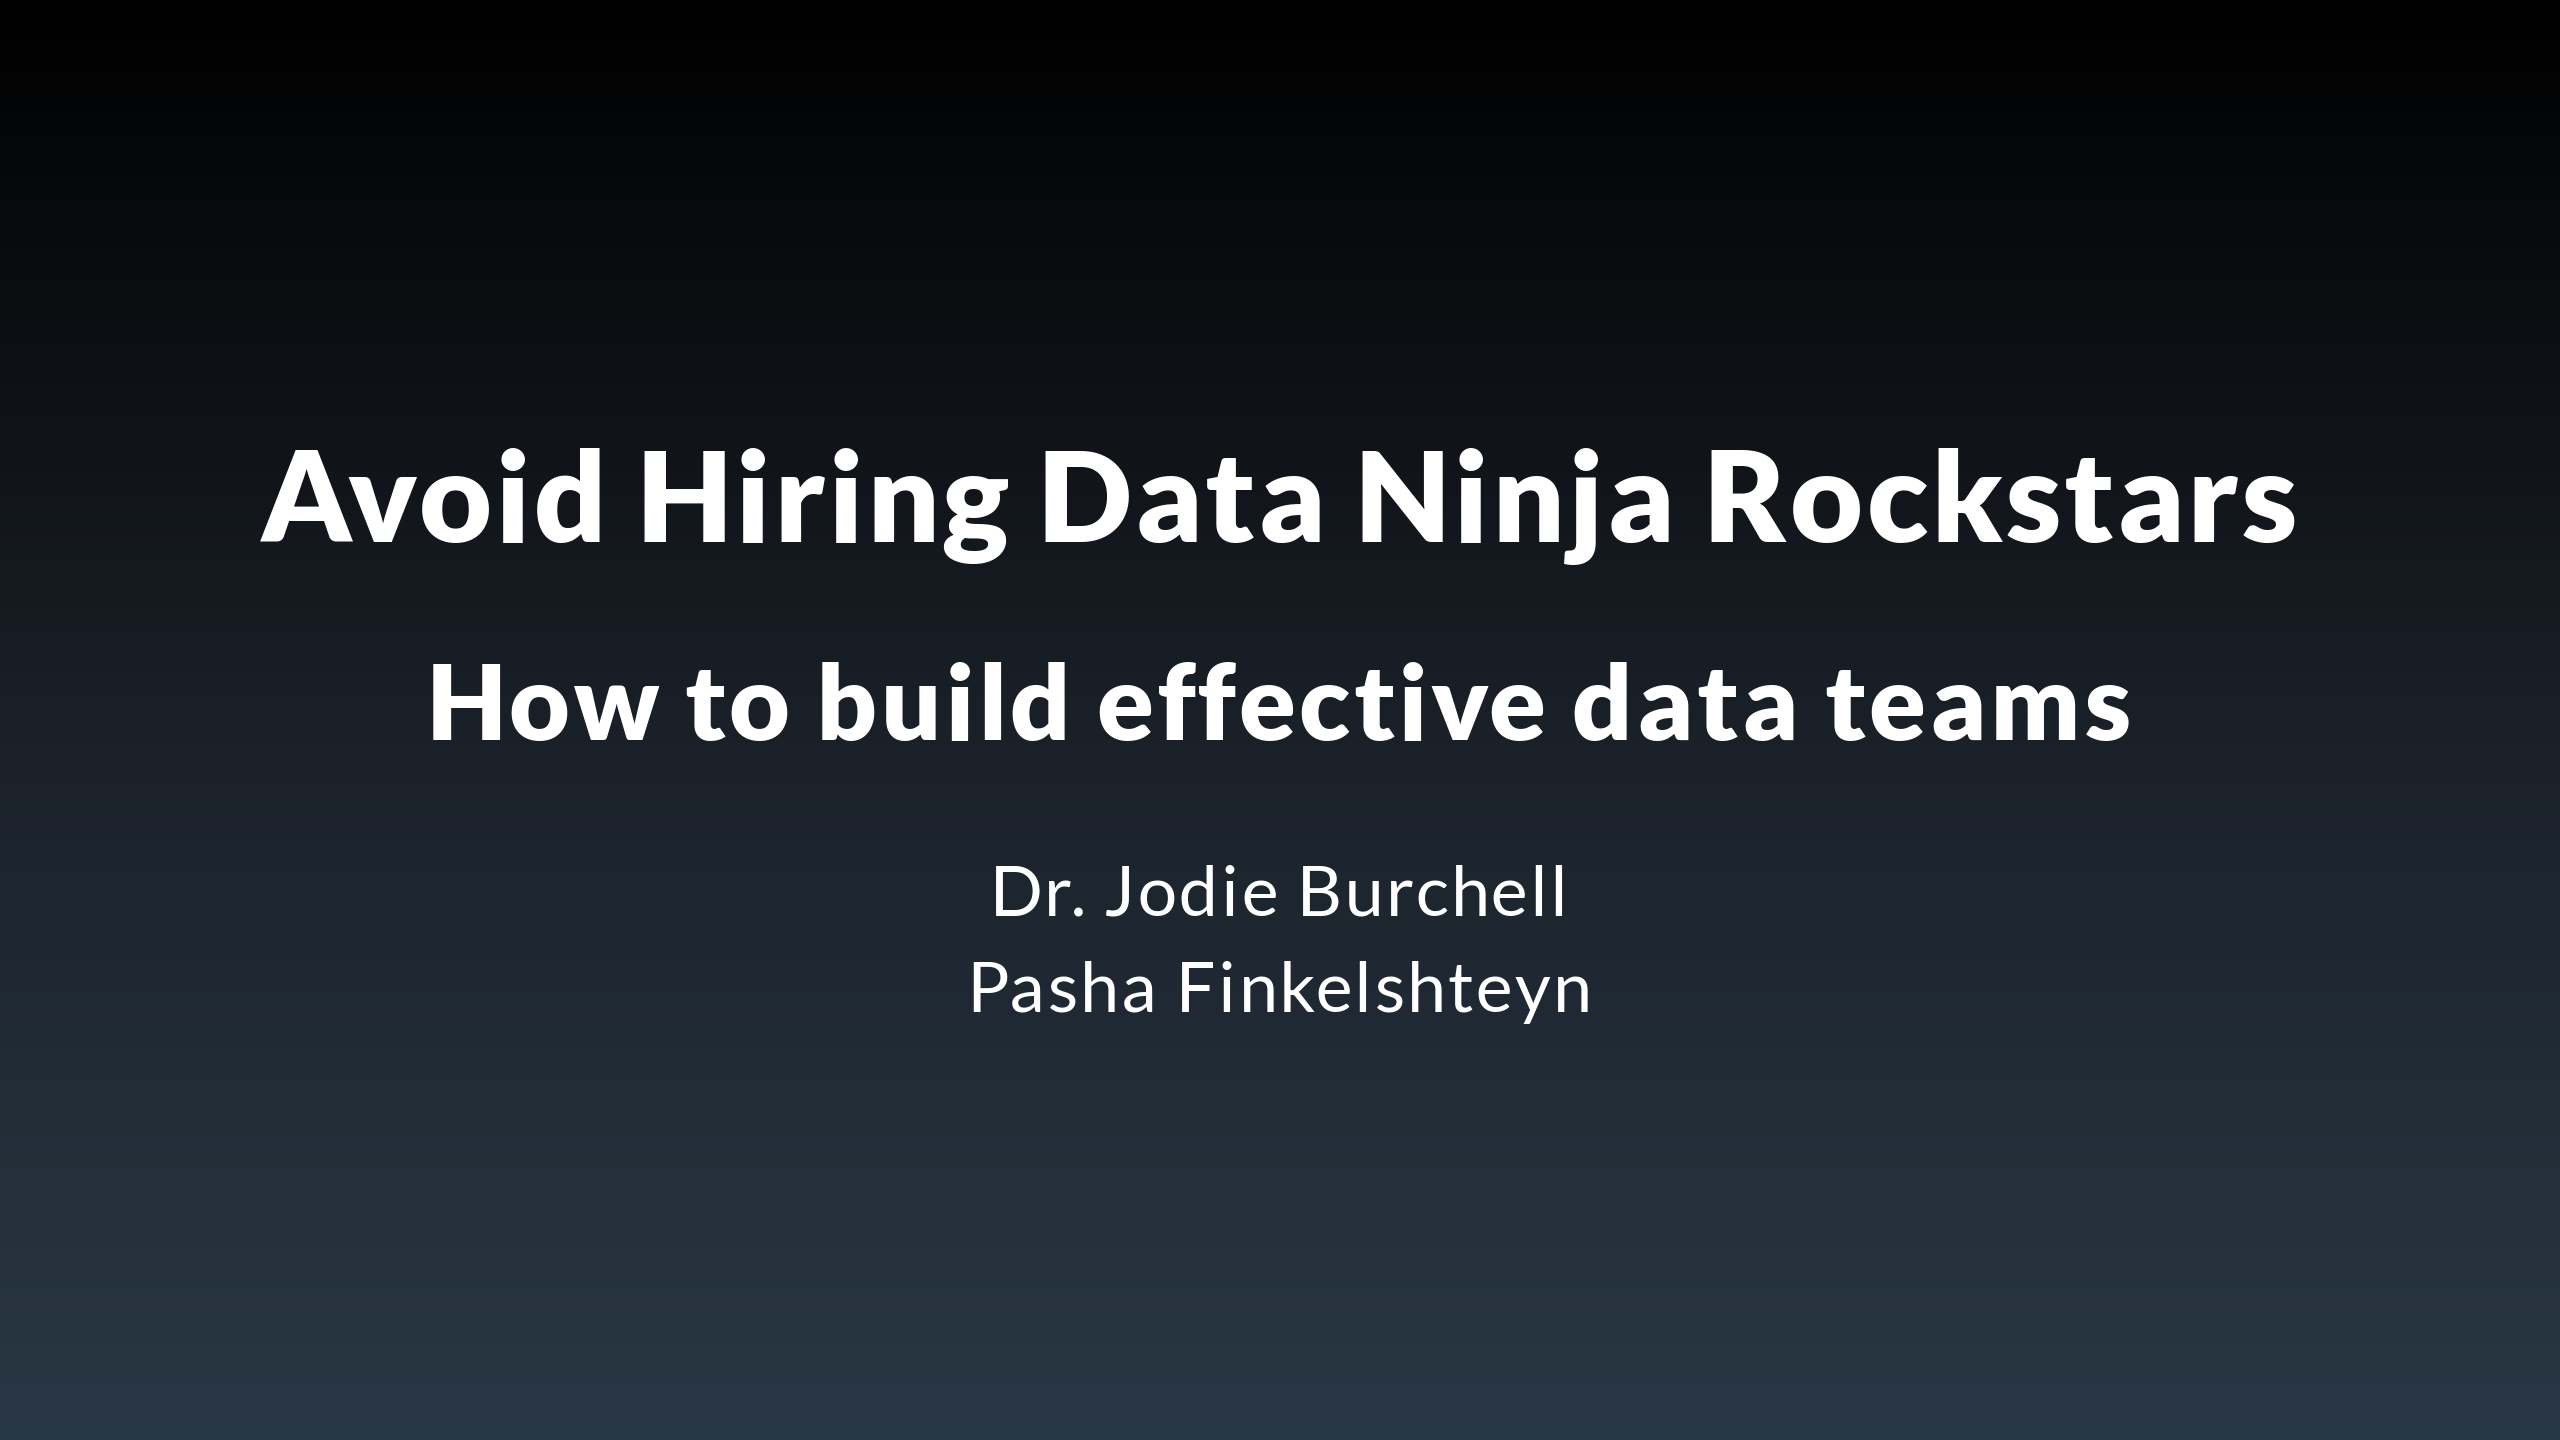 Avoid Hiring Data Ninja Rockstars
How to build effective data teams
Dr. Jodie Burchell
Pasha Finkelshteyn